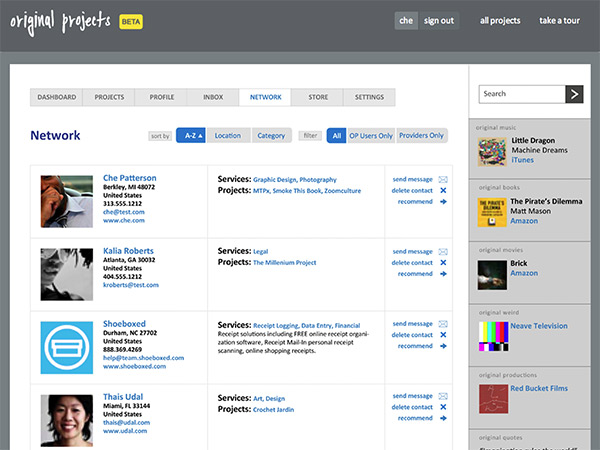 original projects BETA
che sign out all projects take a tour
DASHBOARD PROJECTS PROFILE INBOX NETWORK STORE SETTINGS
Network
sort by A-Z ▲ Location Category filter All OP Users Only Providers Only
Che Patterson
Berkley, MI 48072
United States
313.555.1212
che@test.com
www.che.com
Services: Graphic Design, Photography
Projects: MTPx, Smoke This Book, Zoomculture
send message
delete contact
recommend
Kalia Roberts
Atlanta, GA 30032
United States
404.555.1212
kroberts@test.com
Services: Legal
Projects: The Millenium Project
send message
delete contact
recommend
Shoeboxed
Durham, NC 27702
United States
888.369.4269
help@team.shoeboxed.com
www.shoeboxed.com
Services: Receipt Logging, Data Entry, Financial
Receipt solutions including FREE online receipt organi-
zation software, Receipt Mail-In personal receipt
scanning, online shopping receipts.
send message
delete contact
recommend
Thais Udal
Miami, FL 33144
United States
thais@udal.com
www.udal.com
Services: Art, Design
Projects: Crochet Jardin
send message
delete contact
recommend
Search
original music
Little Dragon
Machine Dreams
iTunes
original books
THE PIRATE'S
DILEMMA
The Pirate's Dilemma
Matt Mason
Amazon
original movies
Brick
Amazon
original weird
Neave Television
original productions
Red Bucket Films
original quotes